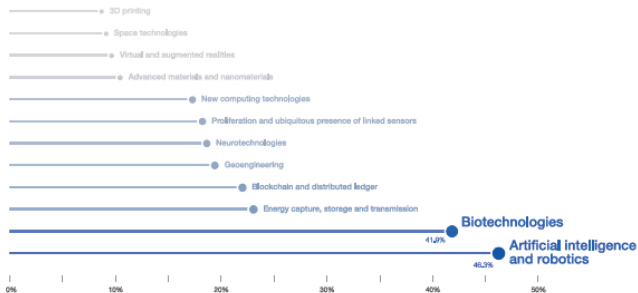 3D printing
Space technologies
Virtual and augmented realities
Advanced materials and nanomaterials
New computing technologies
Proliferation and ubiquitous presence of linked sensors
Neurotechnologies
Geoengineering
Blockchain and distributed ledger
Energy capture, storage and transmission
Biotechnologies
41.9%
Artificial intelligence
and robotics
46.3%
0% 10% 20% 30% 40% 50%